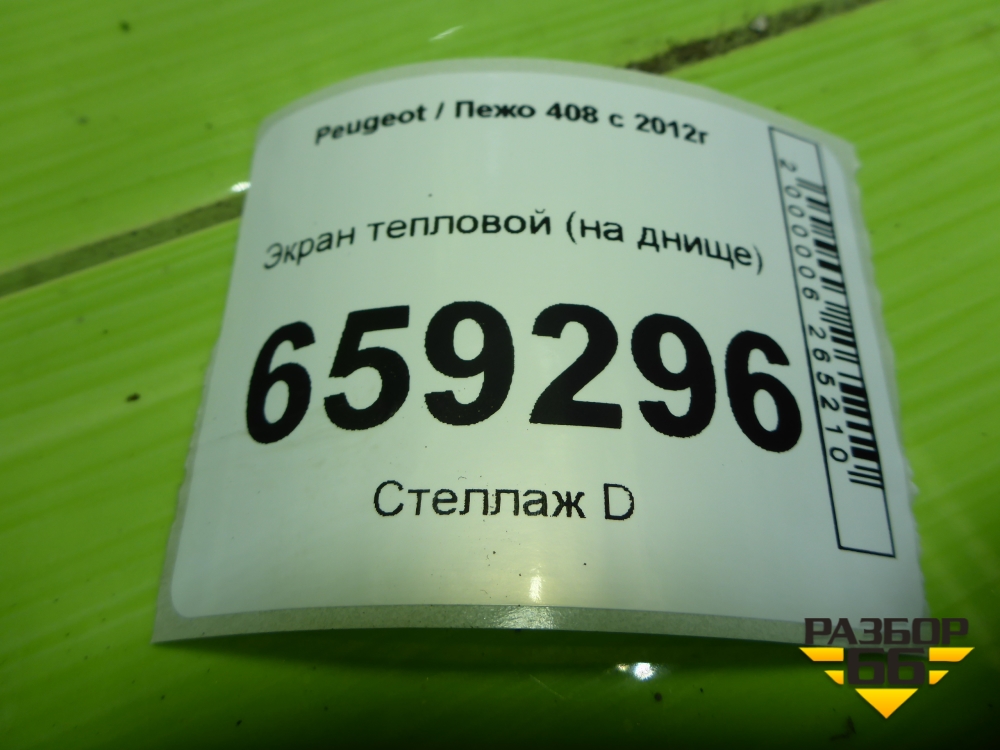 Peugeot / Пежо 408 с 2012г
Экран тепловой (на днище)
659296
Стеллаж D
2000006265210
РАЗБОР
66